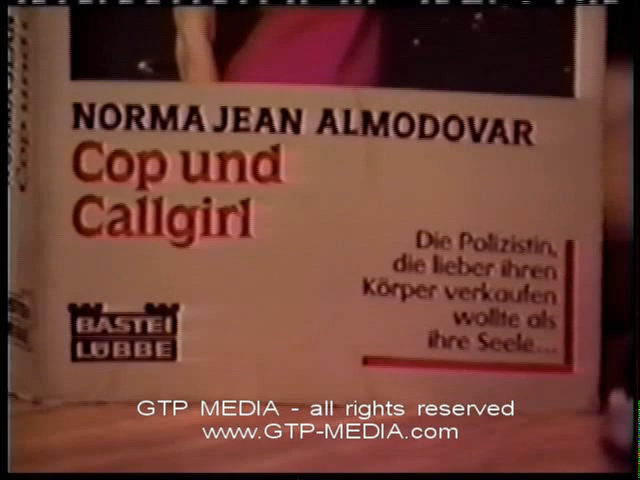 NORMA JEAN ALMODOVAR
Cop und
Callgirl
Die Polizistin,
die lieber ihren
Körper verkaufen
wollte als
ihre Seele...
BASTEI
LÜBBE
GTP MEDIA - all rights reserved
www.GTP-MEDIA.com